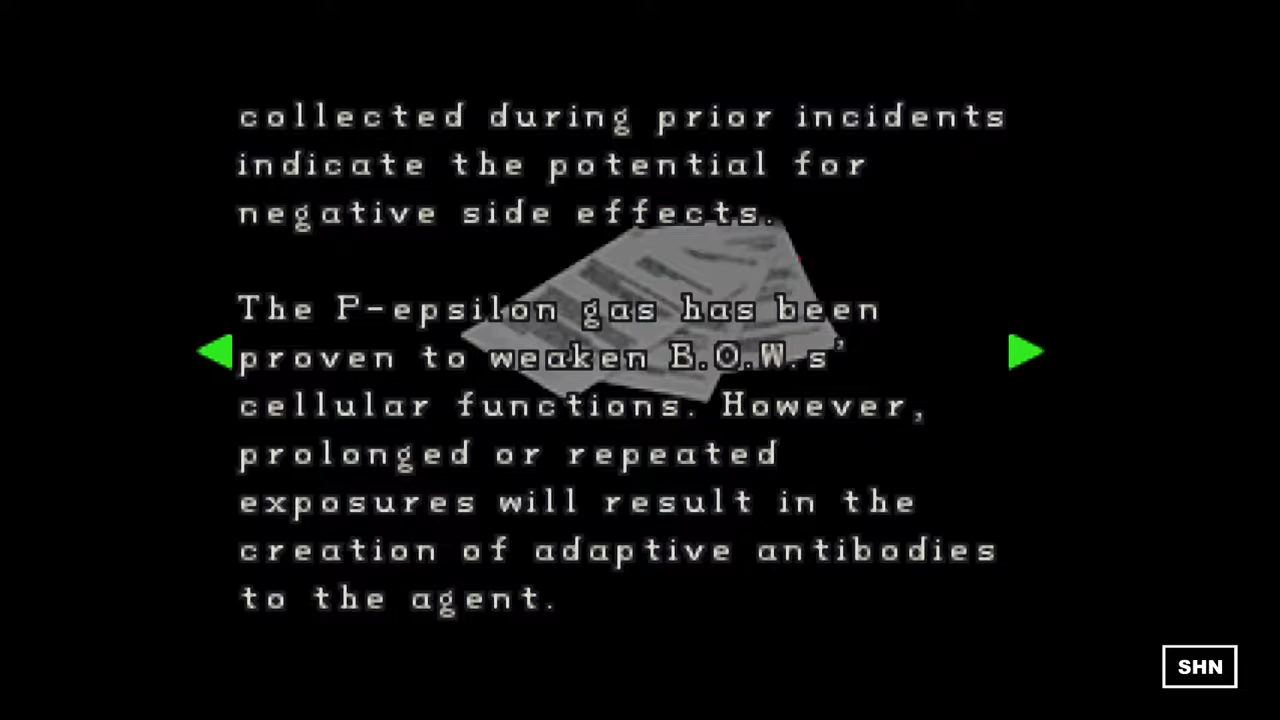 collected during prior incidents
indicate the potential for
negative side effects.
The P-epsilon gas has been
proven to weaken B.O.W.s'
cellular functions. However,
prolonged or repeated
exposures will result in the
creation of adaptive antibodies
to the agent.
SHN